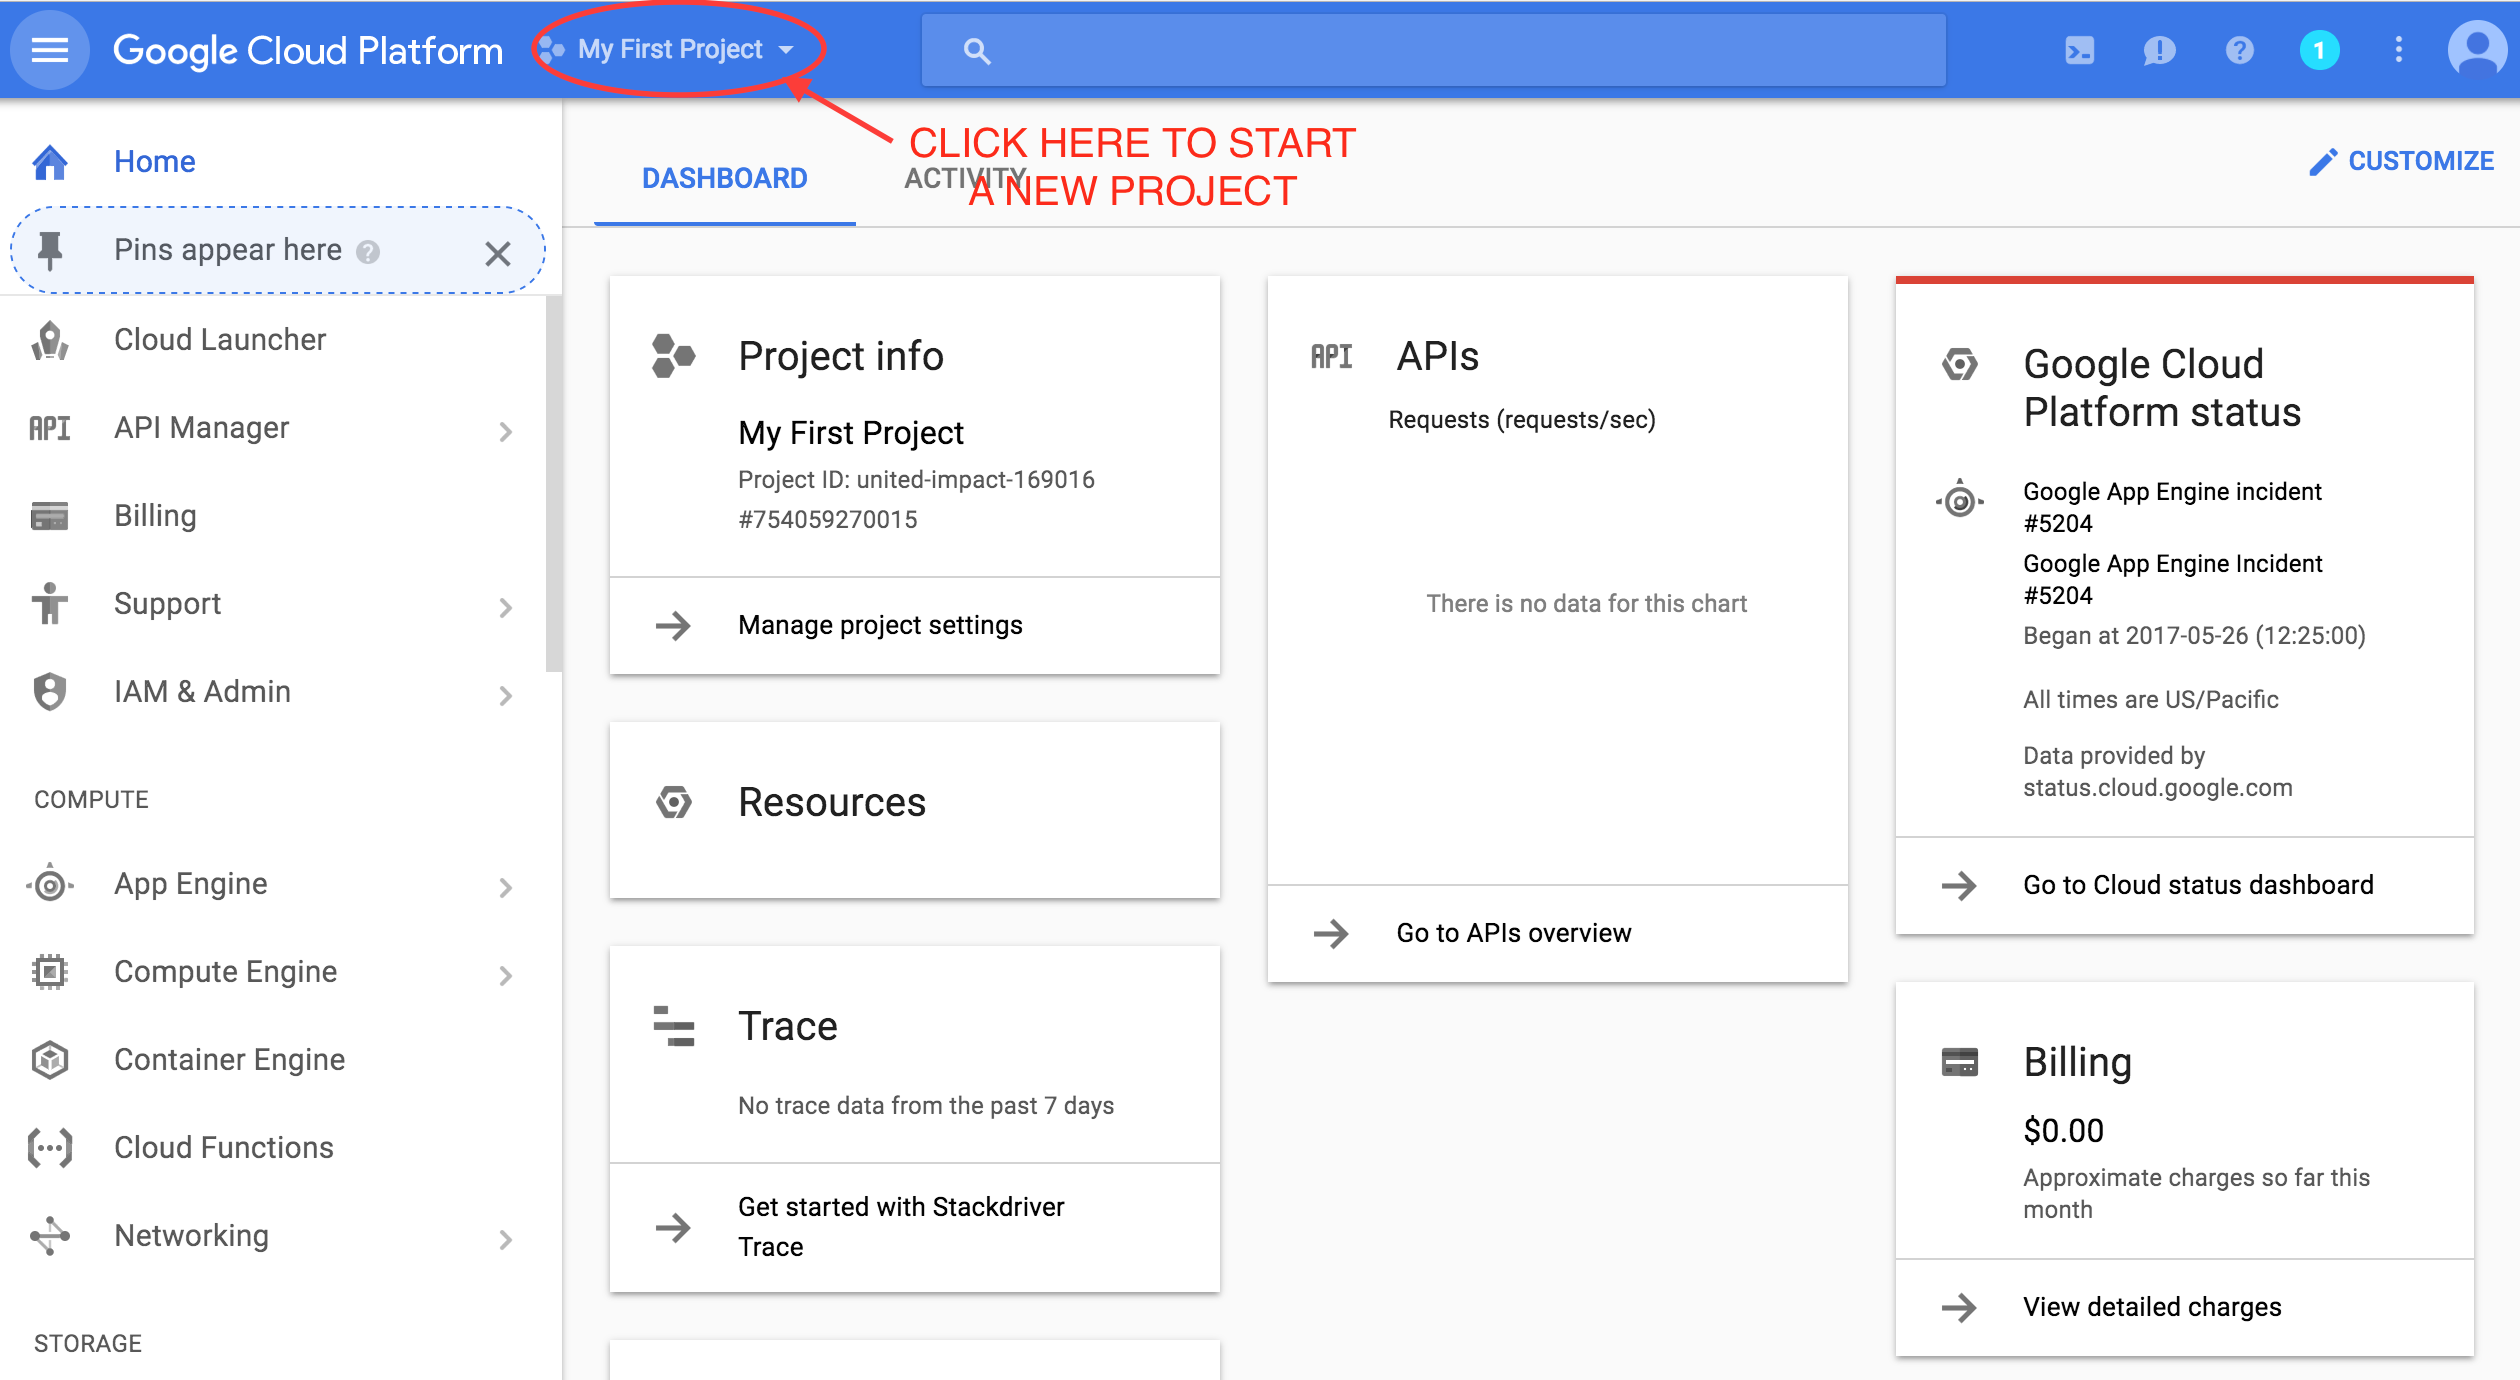 Google Cloud Platform
My First Project
1
CLICK HERE TO START
A NEW PROJECT
Home
DASHBOARD
ACTIVITY
CUSTOMIZE
Pins appear here ?
Cloud Launcher
API API Manager
Billing
Support
IAM & Admin
COMPUTE
App Engine
Compute Engine
Container Engine
Cloud Functions
Networking
STORAGE
Project info
My First Project
Project ID: united-impact-169016
#754059270015
Manage project settings
Resources
Trace
No trace data from the past 7 days
Get started with Stackdriver
Trace
API APIs
Requests (requests/sec)
There is no data for this chart
Go to APIs overview
Google Cloud
Platform status
Google App Engine incident
#5204
Google App Engine Incident
#5204
Began at 2017-05-26 (12:25:00)
All times are US/Pacific
Data provided by
status.cloud.google.com
Go to Cloud status dashboard
Billing
$0.00
Approximate charges so far this
month
View detailed charges